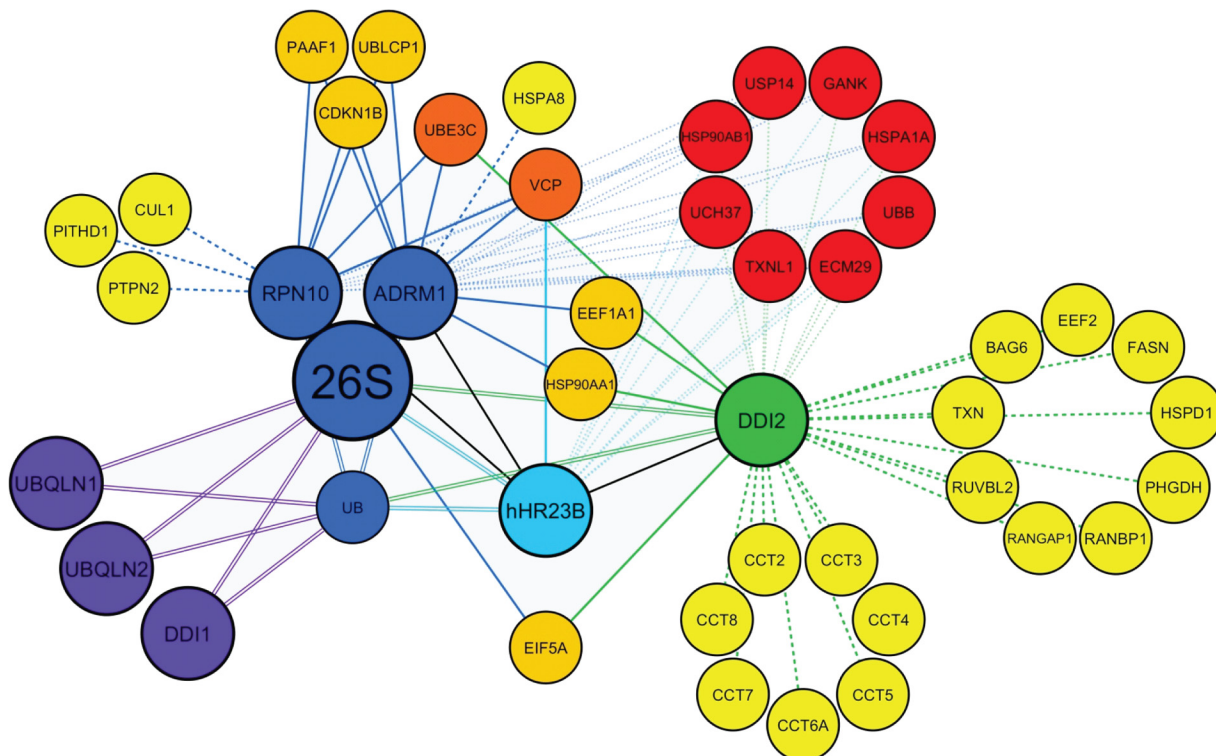 PAAF1
UBLCP1
CDKN1B
UBE3C
HSPA8
VCP
USP14
GANK
HSP90AB1
HSPA1A
UCH37
UBB
TXNL1
ECM29
CUL1
PITHD1
PTPN2
RPN10
ADRM1
26S
EEF1A1
HSP90AA1
DDI2
EEF2
BAG6
FASN
TXN
HSPD1
RUVBL2
PHGDH
RANGAP1
RANBP1
UBQLN1
UB
hHR23B
UBQLN2
DDI1
EIF5A
CCT2
CCT3
CCT8
CCT4
CCT7
CCT5
CCT6A